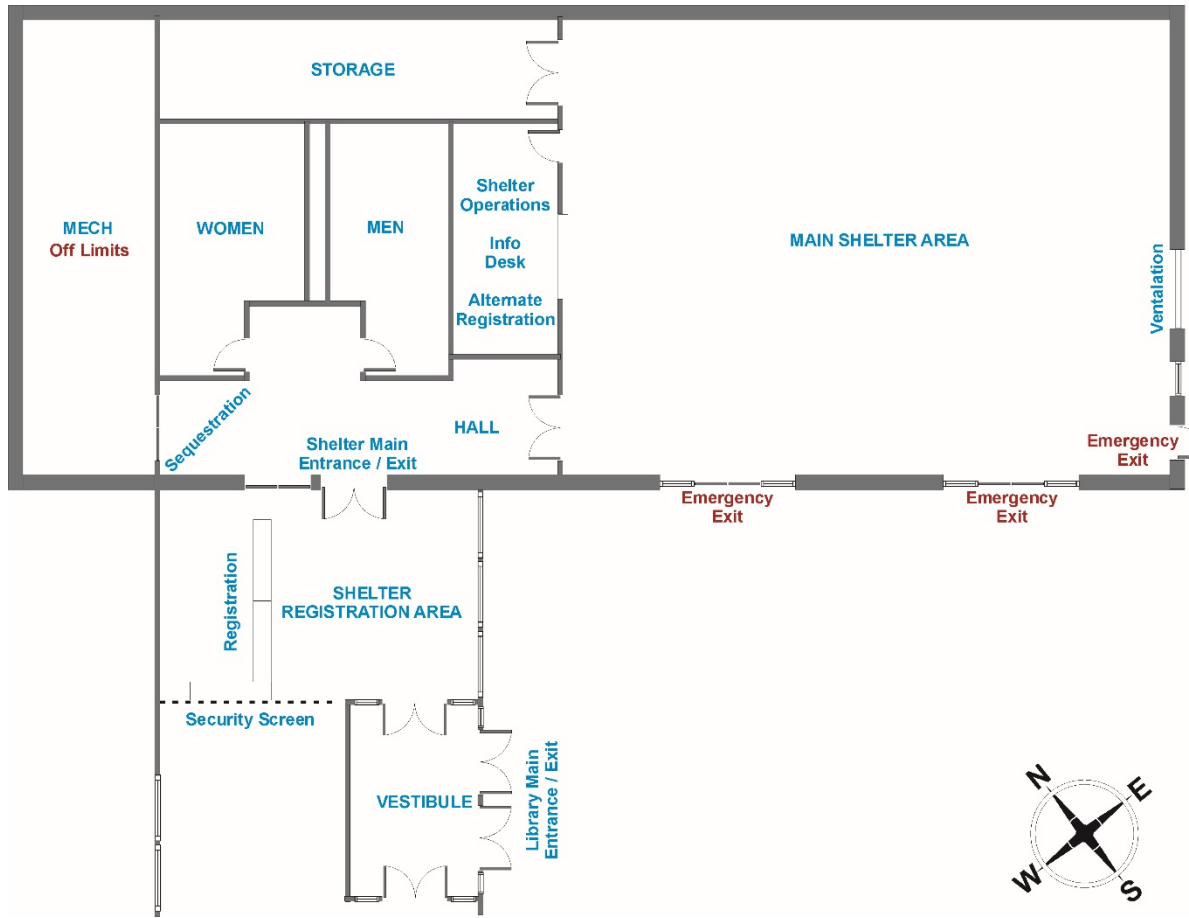 STORAGE
MECH
Off Limits
WOMEN
MEN
Shelter
Operations
Info
Desk
Alternate
Registration
MAIN SHELTER AREA
Ventalation
Sequestration
HALL
Shelter Main
Entrance / Exit
Emergency
Exit
Emergency
Exit
Emergency
Exit
Registration
SHELTER
REGISTRATION AREA
Security Screen
VESTIBULE
Library Main
Entrance / Exit
N
E
W
S